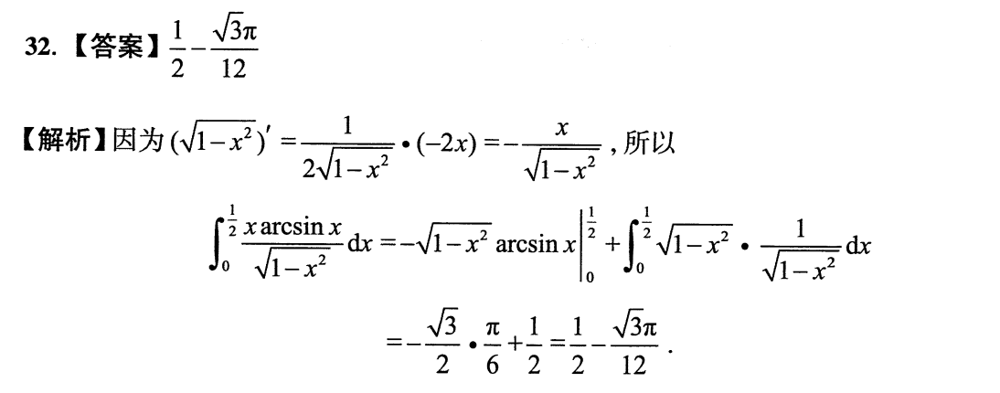 32. 【答案】$\frac{1}{2}-\frac{\sqrt{3}\pi}{12}$
【解析】因为$(\sqrt{1-x^2})'=\frac{1}{2\sqrt{1-x^2}}\bullet(-2x)=-\frac{x}{\sqrt{1-x^2}}$,所以
$\int_0^{\frac{1}{2}}\frac{x\arcsin x}{\sqrt{1-x^2}}\mathrm{d}x=-\sqrt{1-x^2}\arcsin x\Big|_0^{\frac{1}{2}}+\int_0^{\frac{1}{2}}\sqrt{1-x^2}\bullet\frac{1}{\sqrt{1-x^2}}\mathrm{d}x$
$=-\frac{\sqrt{3}}{2}\bullet\frac{\pi}{6}+\frac{1}{2}=\frac{1}{2}-\frac{\sqrt{3}\pi}{12}.$